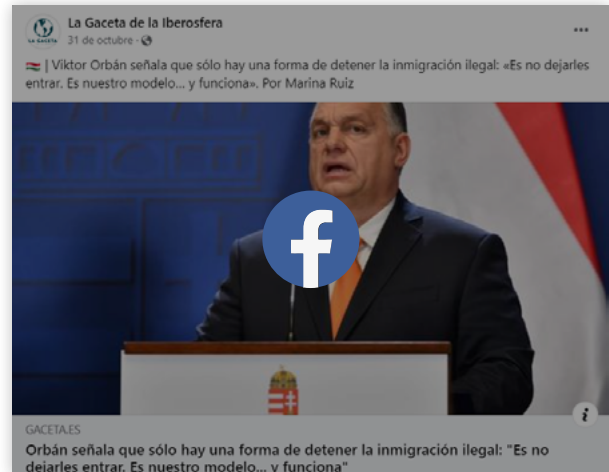 La Gaceta de la Iberosfera
LA GACETA
31 de octubre ·
| Viktor Orbán señala que sólo hay una forma de detener la inmigración ilegal: «Es no dejarles
entrar. Es nuestro modelo... y funciona». Por Marina Ruiz
f
i
GACETA.ES
Orbán señala que sólo hay una forma de detener la inmigración ilegal: "Es no
dejarles entrar. Es nuestro modelo... y funciona"